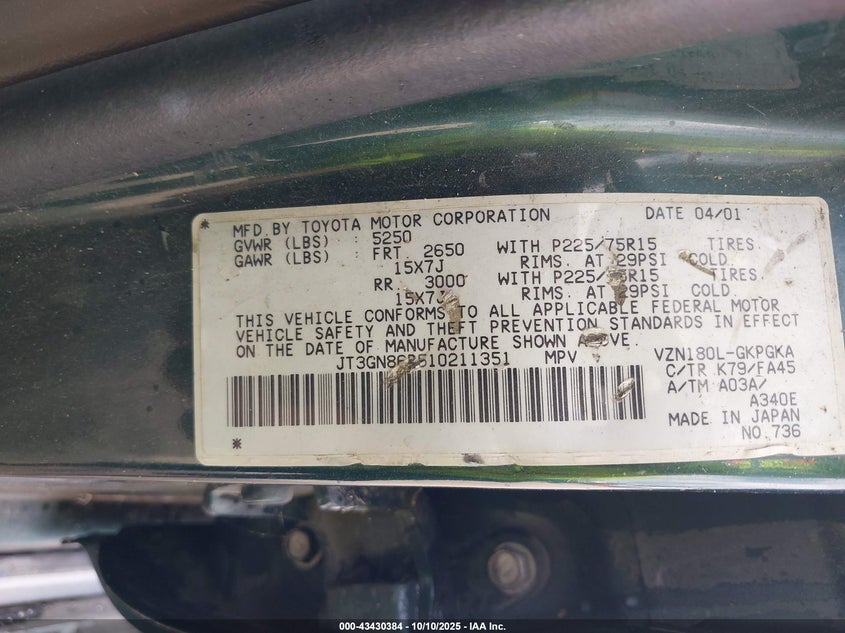 * MFD.BY TOYOTA MOTOR CORPORATION DATE 04/01
GVWR (LBS) : 5250
GAWR (LBS) : FRT. 2650 WITH P225/75R15 TIRES
15X7J RIMS. AT 29PSI COLD.
RR. 3000 WITH P225/75R15 TIRES
15X7J RIMS. AT 29PSI COLD.
THIS VEHICLE CONFORMS TO ALL APPLICABLE FEDERAL MOTOR
VEHICLE SAFETY AND THEFT PREVENTION STANDARDS IN EFFECT
ON THE DATE OF MANUFACTURE SHOWN ABOVE.
JT3GN86R510211351 MPV VZN180L-GKPGKA
C/TR K79/FA45
A/TM A03A/
A340E
MADE IN JAPAN
* NO.736
000-43430384 - 10/10/2025 - IAA Inc.